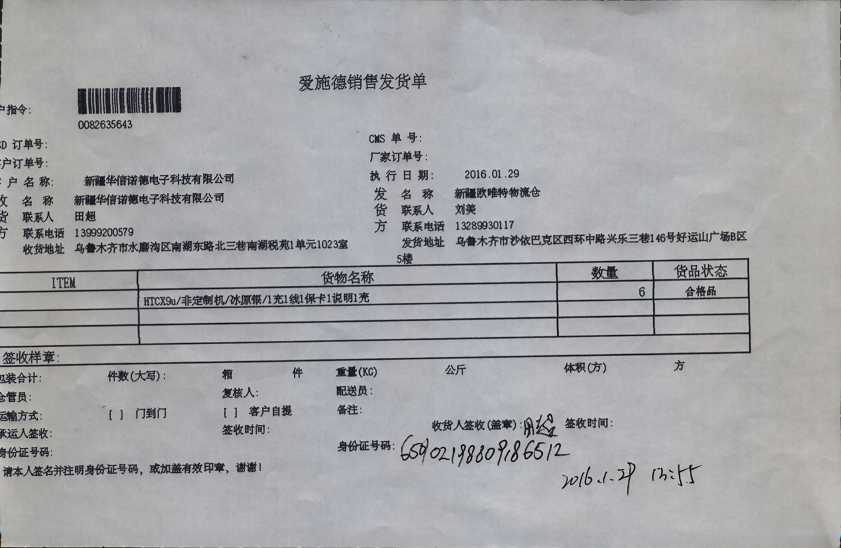 爱施德销售发货单
户指令:
0082635643
SD 订单号:
CMS 单 号:
客户订单号:
厂家订单号:
客 户 名 称: 新疆华信诺德电子科技有限公司
执 行 日 期: 2016.01.29
收 名 称 新疆华信诺德电子科技有限公司
发 名 称 新疆欧唯特物流仓
货 联系人 田超
货 联系人 刘美
方 联系电话 13999200579
方 联系电话 13289930117
收货地址 乌鲁木齐市水磨沟区南湖东路北三巷南湖税苑1单元1023室
发货地址 乌鲁木齐市沙依巴克区西环中路兴乐三巷146号好运山广场B区
5楼
ITEM 货物名称 数量 货品状态
HTCX9u/非定制机/冰原银/1充1线1保卡1说明1壳 6 合格品
签收样章:
包装合计: 件数(大写): 箱 件 重量(KG) 公斤 体积(方) 方
仓管员: 复核人: 配送员:
运输方式: [ ] 门到门 [ ] 客户自提 备注:
承运人签收: 签收时间: 收货人签收(盖章): 签收时间:
身份证号码: 身份证号码:
请本人签名并注明身份证号码, 或加盖有效印章, 谢谢!
2016.1.29 13:55